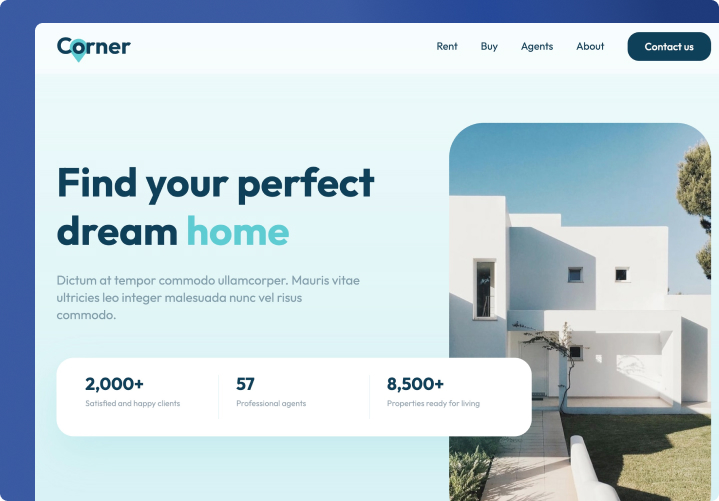 Corner
Rent Buy Agents About Contact us
Find your perfect
dream home
Dictum at tempor commodo ullamcorper. Mauris vitae
ultricies leo integer malesuada nunc vel risus
commodo.
2,000+ 57 8,500+
Satisfied and happy clients Professional agents Properties ready for living